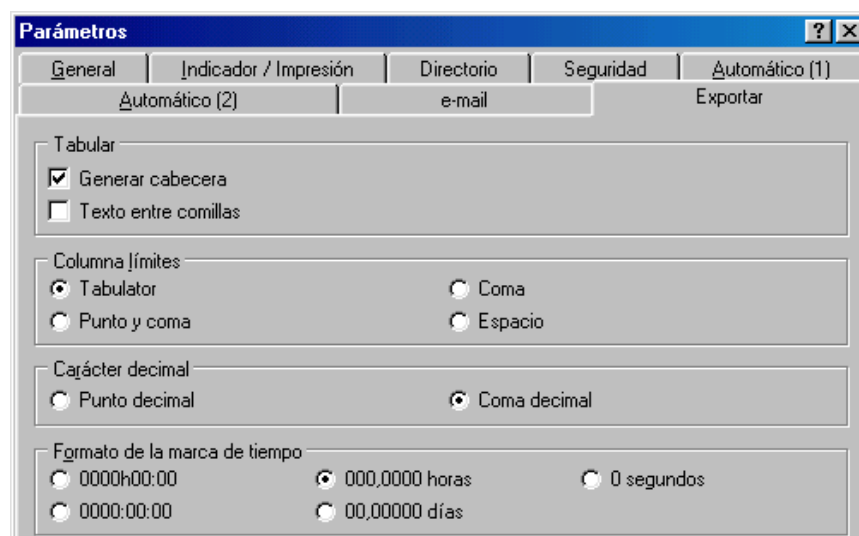 Parámetros
General Indicador / Impresión Directorio Seguridad Automático (1)
Automático (2) e-mail Exportar
Tabular
Generar cabecera
Texto entre comillas
Columna límites
Tabulator Coma
Punto y coma Espacio
Carácter decimal
Punto decimal Coma decimal
Formato de la marca de tiempo
0000h00:00 000,0000 horas 0 segundos
0000:00:00 00,00000 días